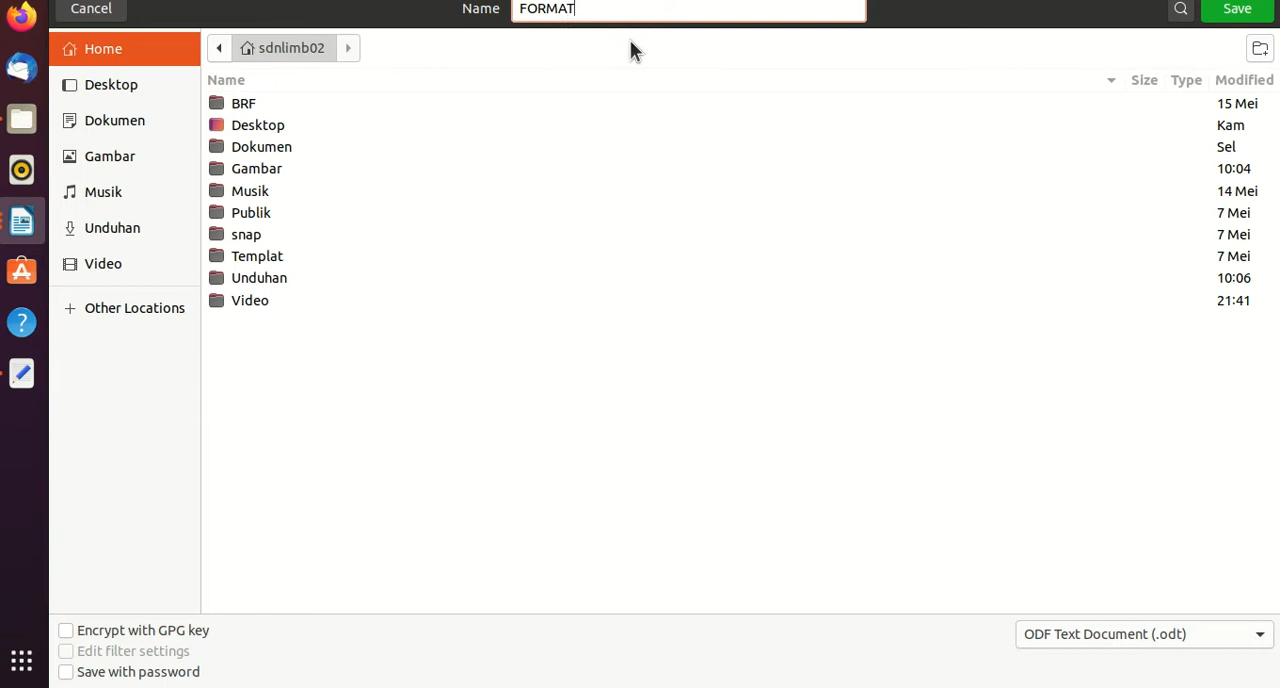 Cancel Name FORMAT Save
Home sdnlimb02
Name Size Type Modified
Desktop
Dokumen
Gambar
Musik
Unduhan
Video
Other Locations
BRF 15 Mei
Desktop Kam
Dokumen Sel
Gambar 10:04
Musik 14 Mei
Publik 7 Mei
snap 7 Mei
Templat 7 Mei
Unduhan 10:06
Video 21:41
Encrypt with GPG key
Edit filter settings
Save with password
ODF Text Document (.odt)